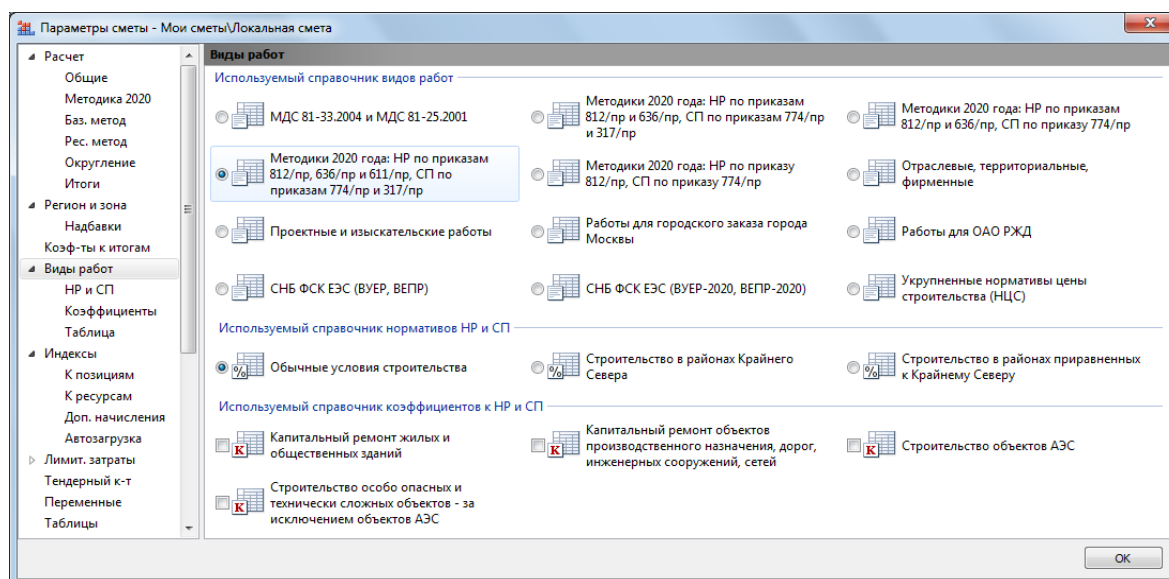 Параметры сметы - Мои сметы\Локальная смета
Расчет
Общие
Методика 2020
Баз. метод
Рес. метод
Округление
Итоги
Регион и зона
Надбавки
Коэф-ты к итогам
Виды работ
НР и СП
Коэффициенты
Таблица
Индексы
К позициям
К ресурсам
Доп. начисления
Автозагрузка
Лимит. затраты
Тендерный к-т
Переменные
Таблицы
Виды работ
Используемый справочник видов работ
МДС 81-33.2004 и МДС 81-25.2001
Методики 2020 года: НР по приказам
812/пр и 636/пр, СП по приказам 774/пр
и 317/пр
Методики 2020 года: НР по приказам
812/пр и 636/пр, СП по приказу 774/пр
Методики 2020 года: НР по приказам
812/пр, 636/пр и 611/пр, СП по
приказам 774/пр и 317/пр
Методики 2020 года: НР по приказу
812/пр, СП по приказу 774/пр
Отраслевые, территориальные,
фирменные
Проектные и изыскательские работы
Работы для городского заказа города
Москвы
Работы для ОАО РЖД
СНБ ФСК ЕЭС (ВУЕР, ВЕПР)
СНБ ФСК ЕЭС (ВУЕР-2020, ВЕПР-2020)
Укрупненные нормативы цены
строительства (НЦС)
Используемый справочник нормативов НР и СП
%
Обычные условия строительства
%
Строительство в районах Крайнего
Севера
%
Строительство в районах приравненных
к Крайнему Северу
Используемый справочник коэффициентов к НР и СП
К
Капитальный ремонт жилых и
общественных зданий
К
Капитальный ремонт объектов
производственного назначения, дорог,
инженерных сооружений, сетей
К
Строительство объектов АЭС
К
Строительство особо опасных и
технически сложных объектов - за
исключением объектов АЭС
ОК